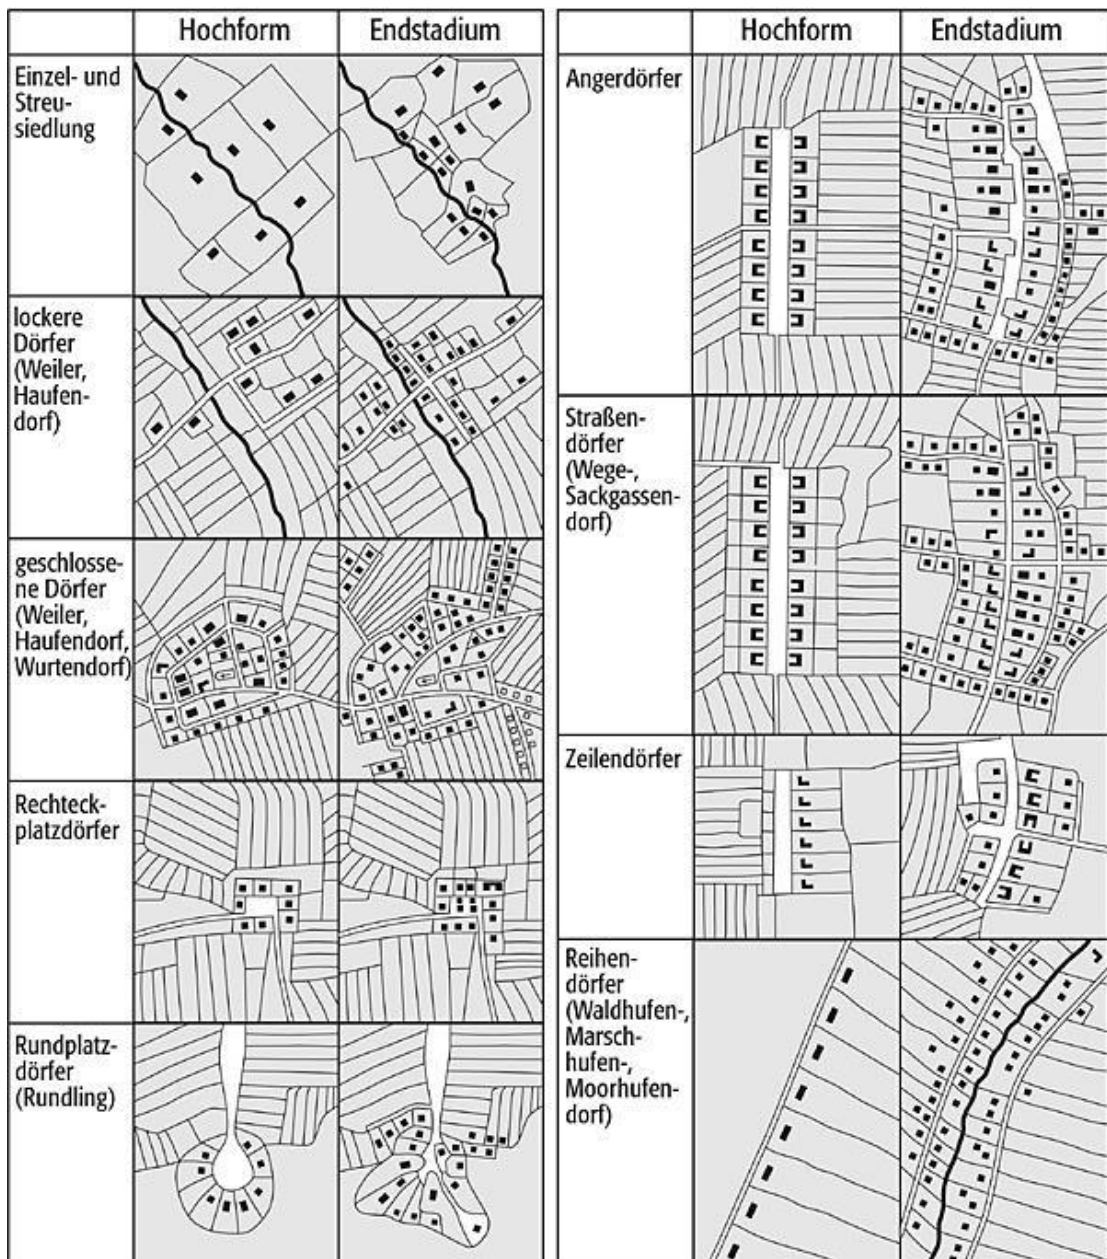 Hochform
Endstadium
Einzel- und
Streu-
siedlung
lockere
Dörfer
(Weiler,
Haufen-
dorf)
geschlosse-
ne Dörfer
(Weiler,
Haufendorf,
Wurtendorf)
Rechteck-
platzdörfer
Rundplatz-
dörfer
(Rundling)
Hochform
Endstadium
Angerdörfer
Straßen-
dörfer
(Wege-,
Sackgassen-
dorf)
Zeilendörfer
Reihen-
dörfer
(Waldhufen-,
Marsch-
hufen-,
Moorhufen-
dorf)